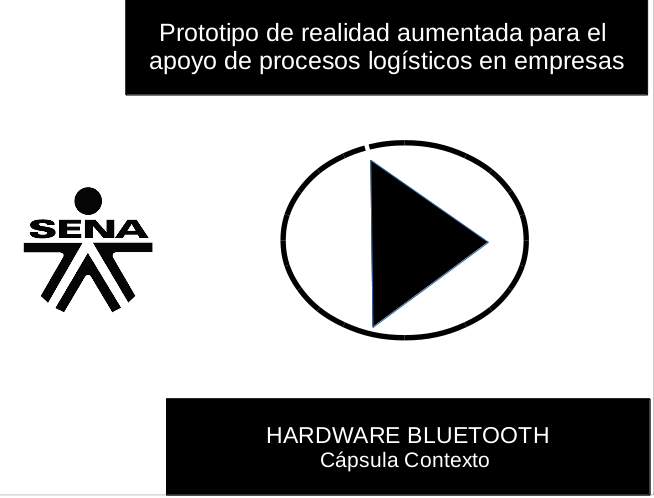 Prototipo de realidad aumentada para el
apoyo de procesos logísticos en empresas
SENA
HARDWARE BLUETOOTH
Cápsula Contexto